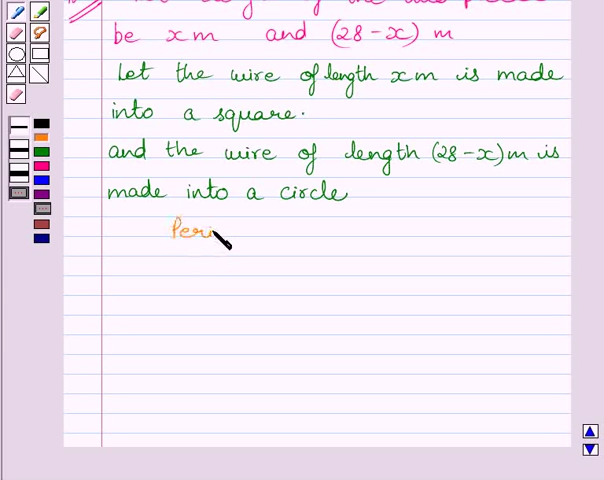 be x m and (28-x) m
Let the wire of length x m is made
into a square.
and the wire of length (28-x) m is
made into a circle
Peri